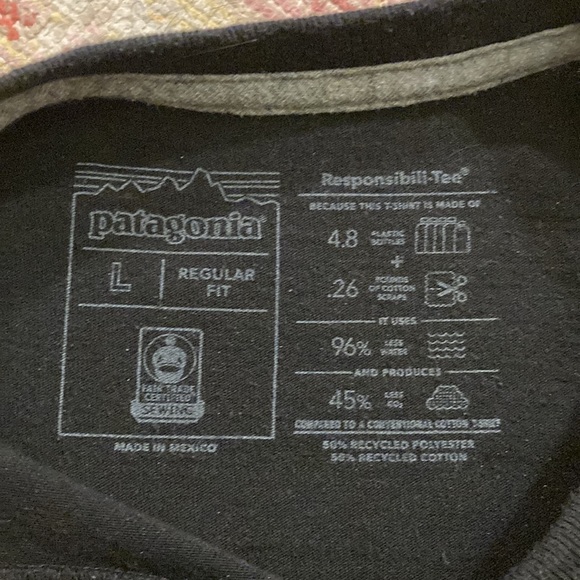 patagonia®
L
REGULAR
FIT
FAIR TRADE
CERTIFIED
SEWING
MADE IN MEXICO
Responsibili-Tee®
BECAUSE THIS T-SHIRT IS MADE OF
4.8 PLASTIC
BOTTLES
+
.26 POUNDS
OF COTTON
SCRAPS
IT USES
96% LESS
WATER
AND PRODUCES
45% LESS
CO₂
COMPARED TO A CONVENTIONAL COTTON T-SHIRT
50% RECYCLED POLYESTER
50% RECYCLED COTTON